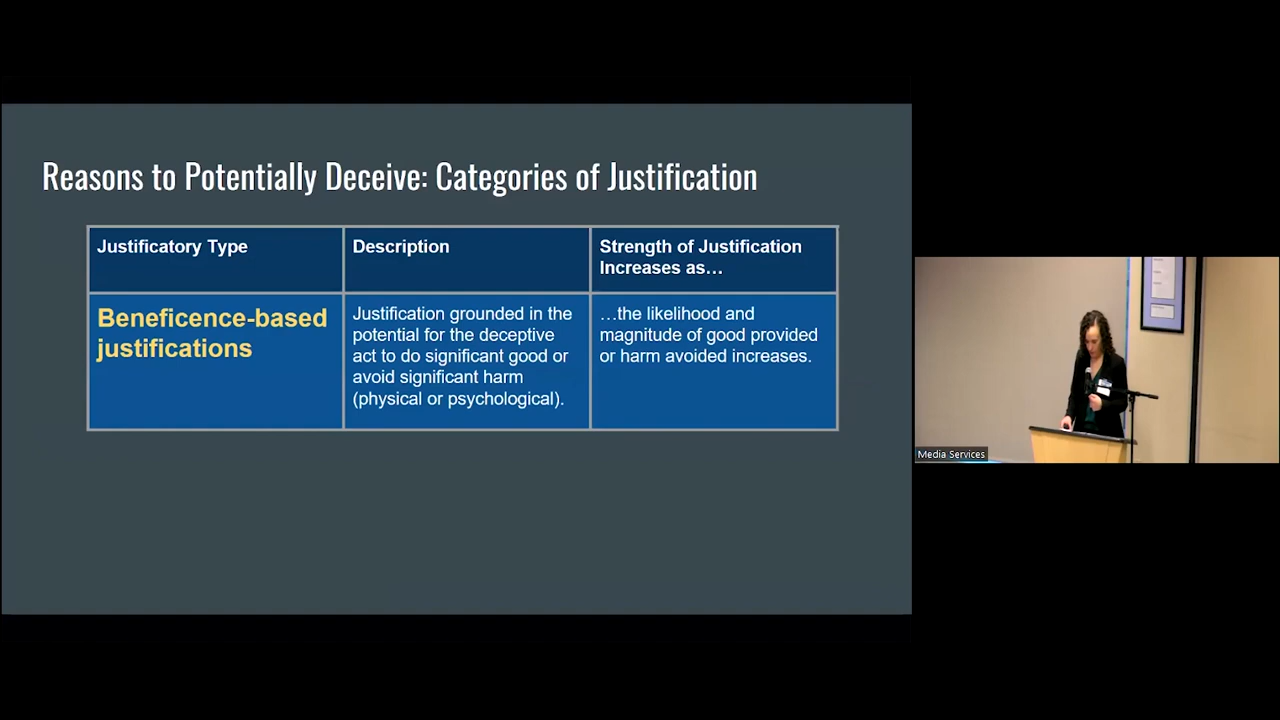 Reasons to Potentially Deceive: Categories of Justification
Justificatory Type
Description
Strength of Justification
Increases as…
Beneficence-based
justifications
Justification grounded in the
potential for the deceptive
act to do significant good or
avoid significant harm
(physical or psychological).
…the likelihood and
magnitude of good provided
or harm avoided increases.
Media Services